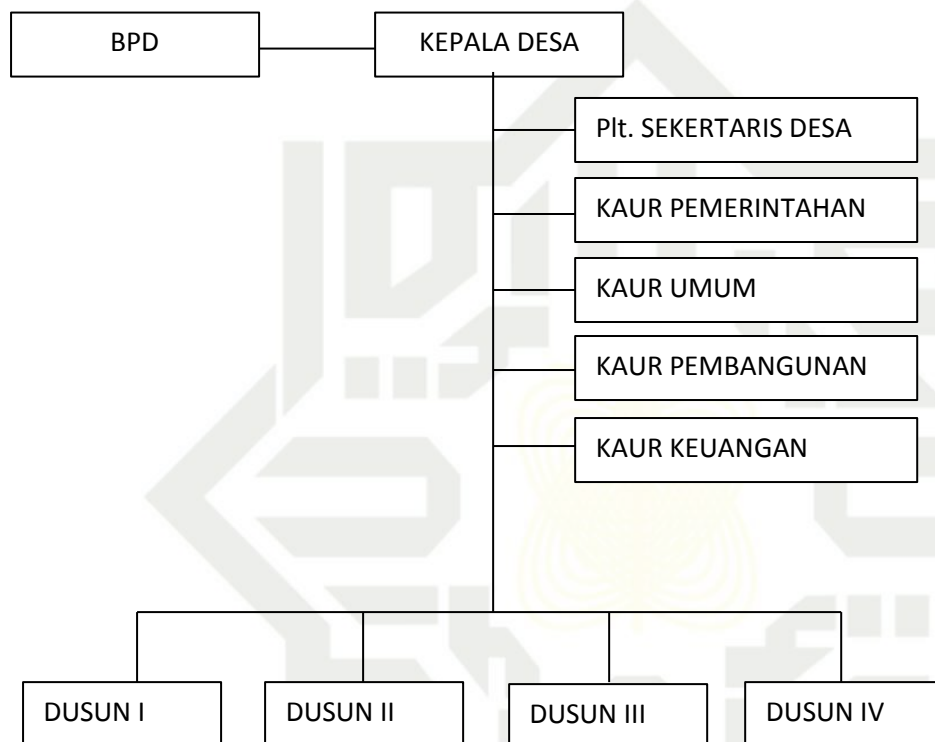 BPD
KEPALA DESA
Plt. SEKERTARIS DESA
KAUR PEMERINTAHAN
KAUR UMUM
KAUR PEMBANGUNAN
KAUR KEUANGAN
DUSUN I
DUSUN II
DUSUN III
DUSUN IV